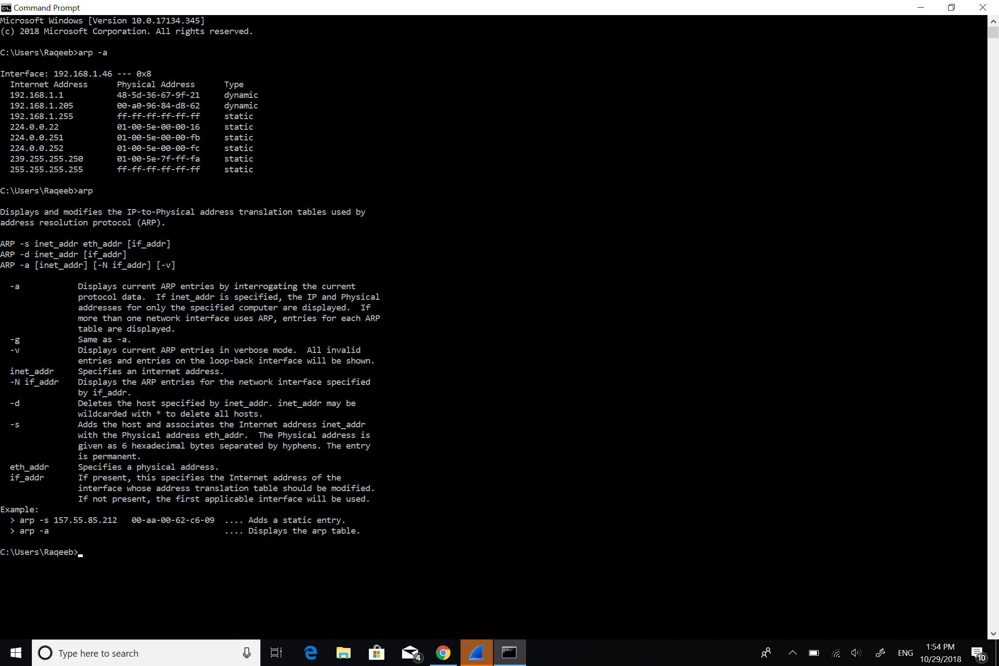 Command Prompt
Microsoft Windows [Version 10.0.17134.345]
(c) 2018 Microsoft Corporation. All rights reserved.
C:\Users\Raqeeb>arp -a
Interface: 192.168.1.46 --- 0x8
  Internet Address      Physical Address      Type
  192.168.1.1           48-5d-36-67-9f-21     dynamic
  192.168.1.205         00-a0-96-84-d8-62     dynamic
  192.168.1.255         ff-ff-ff-ff-ff-ff     static
  224.0.0.22            01-00-5e-00-00-16     static
  224.0.0.251           01-00-5e-00-00-fb     static
  224.0.0.252           01-00-5e-00-00-fc     static
  239.255.255.250       01-00-5e-7f-ff-fa     static
  255.255.255.255       ff-ff-ff-ff-ff-ff     static
C:\Users\Raqeeb>arp
Displays and modifies the IP-to-Physical address translation tables used by
address resolution protocol (ARP).
ARP -s inet_addr eth_addr [if_addr]
ARP -d inet_addr [if_addr]
ARP -a [inet_addr] [-N if_addr] [-v]
  -a            Displays current ARP entries by interrogating the current
                protocol data.  If inet_addr is specified, the IP and Physical
                addresses for only the specified computer are displayed.  If
                more than one network interface uses ARP, entries for each ARP
                table are displayed.
  -g            Same as -a.
  -v            Displays current ARP entries in verbose mode.  All invalid
                entries and entries on the loop-back interface will be shown.
  inet_addr     Specifies an internet address.
  -N if_addr    Displays the ARP entries for the network interface specified
                by if_addr.
  -d            Deletes the host specified by inet_addr. inet_addr may be
                wildcarded with * to delete all hosts.
  -s            Adds the host and associates the Internet address inet_addr
                with the Physical address eth_addr.  The Physical address is
                given as 6 hexadecimal bytes separated by hyphens. The entry
                is permanent.
  eth_addr      Specifies a physical address.
  if_addr       If present, this specifies the Internet address of the
                interface whose address translation table should be modified.
                If not present, the first applicable interface will be used.
Example:
  > arp -s 157.55.85.212   00-aa-00-62-c6-09  .... Adds a static entry.
  > arp -a                                    .... Displays the arp table.
C:\Users\Raqeeb>
Type here to search
4
ENG
1:54 PM
10/29/2018
10